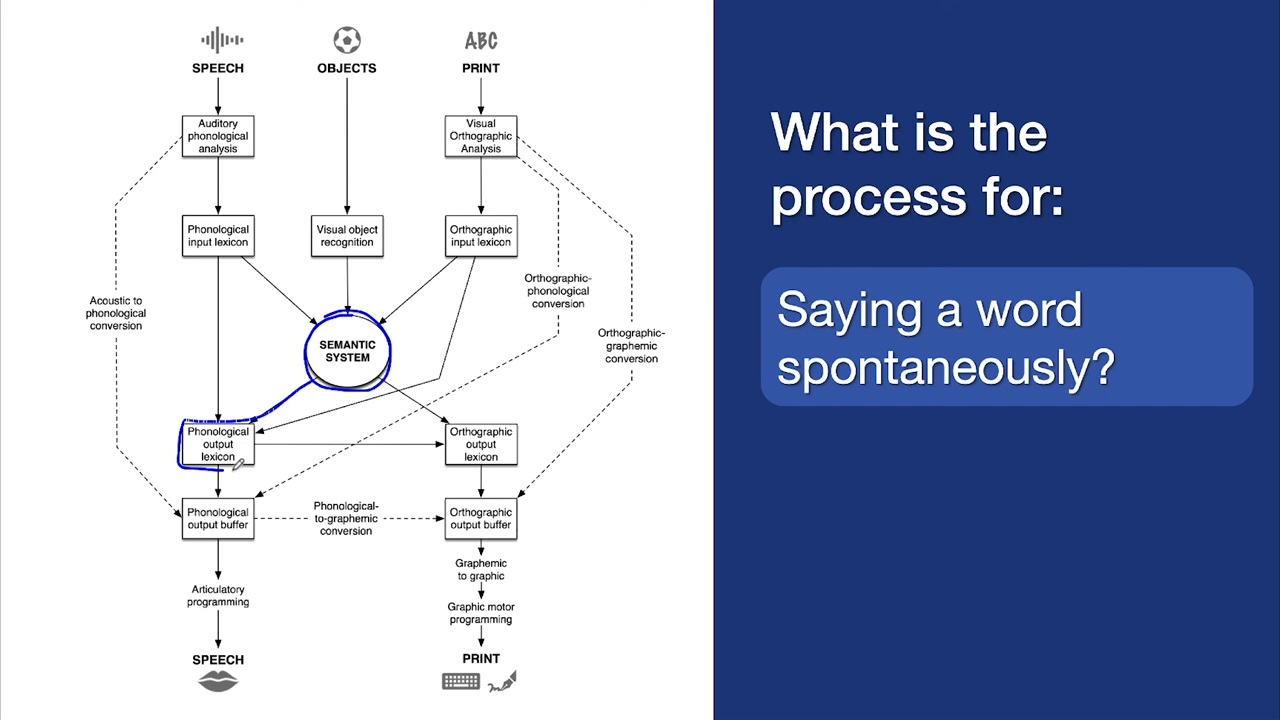 ABC
SPEECH
OBJECTS
PRINT
Auditory
phonological
analysis
Visual
Orthographic
Analysis
Phonological
input lexicon
Visual object
recognition
Orthographic
input lexicon
Acoustic to
phonological
conversion
Orthographic-
phonological
conversion
Orthographic-
graphemic
conversion
SEMANTIC
SYSTEM
Phonological
output
lexicon
Orthographic
output
lexicon
Phonological
output buffer
Phonological-
to-graphemic
conversion
Orthographic
output buffer
Articulatory
programming
Graphemic
to graphic
Graphic motor
programming
SPEECH
PRINT
What is the
process for:
Saying a word
spontaneously?